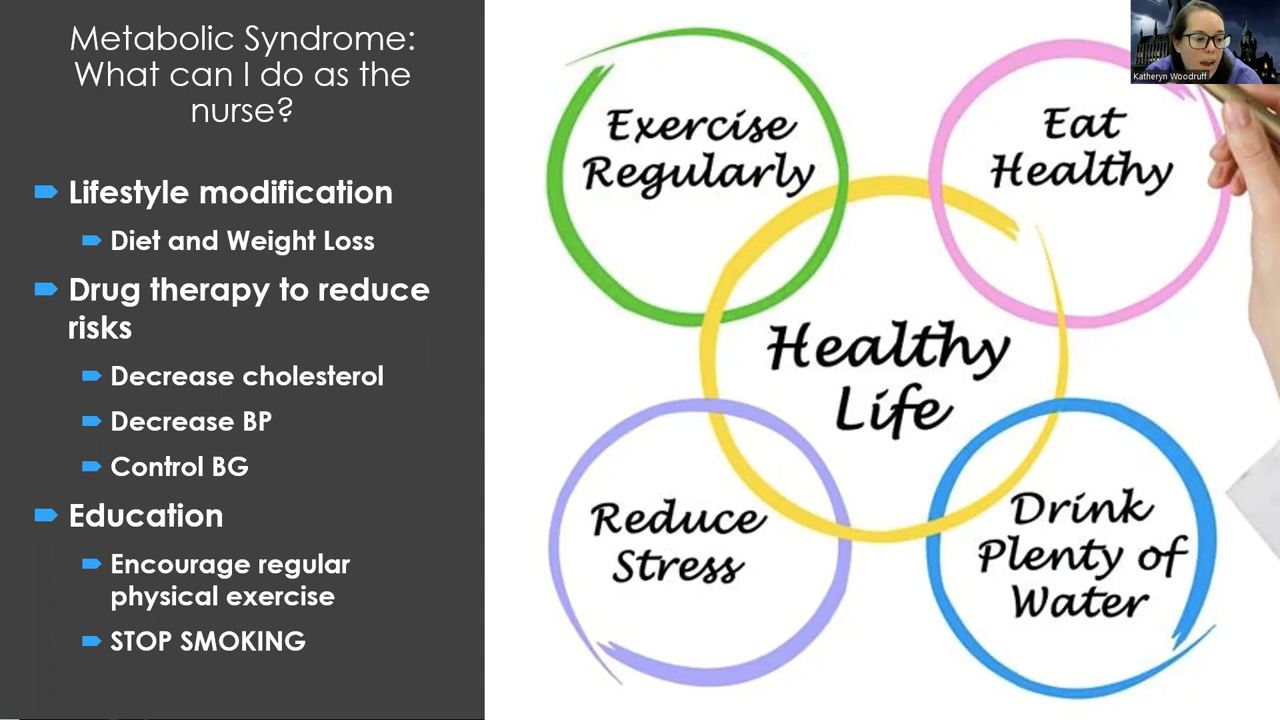 Metabolic Syndrome:
What can I do as the
nurse?
Lifestyle modification
Diet and Weight Loss
Drug therapy to reduce
risks
Decrease cholesterol
Decrease BP
Control BG
Education
Encourage regular
physical exercise
STOP SMOKING
Exercise
Regularly
Eat
Healthy
Healthy
Life
Reduce
Stress
Drink
Plenty of
Water
Katheryn Woodruff